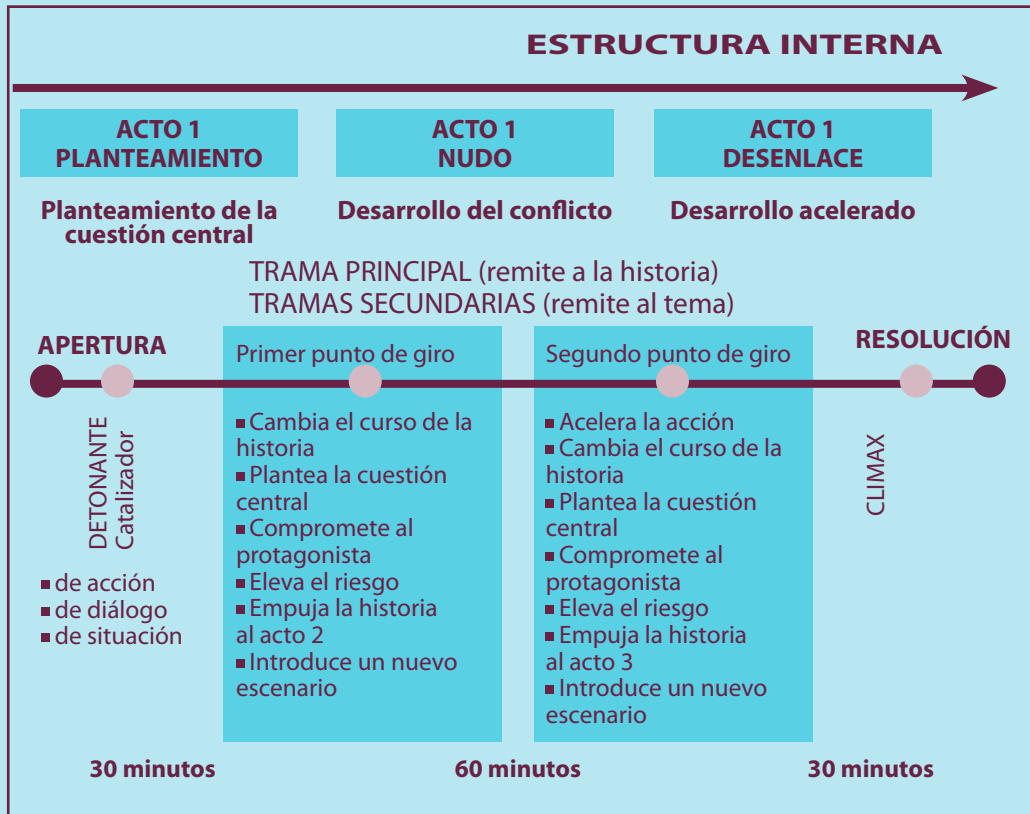 ESTRUCTURA INTERNA
ACTO 1
PLANTEAMIENTO
ACTO 1
NUDO
ACTO 1
DESENLACE
Planteamiento de la
cuestión central
Desarrollo del conflicto
Desarrollo acelerado
TRAMA PRINCIPAL (remite a la historia)
TRAMAS SECUNDARIAS (remite al tema)
APERTURA
Primer punto de giro
Segundo punto de giro
RESOLUCIÓN
DETONANTE
Catalizador
▪ de acción
▪ de diálogo
▪ de situación
▪ Cambia el curso de la
historia
▪ Plantea la cuestión
central
▪ Compromete al
protagonista
▪ Eleva el riesgo
▪ Empuja la historia
al acto 2
▪ Introduce un nuevo
escenario
▪ Acelera la acción
▪ Cambia el curso de la
historia
▪ Plantea la cuestión
central
▪ Compromete al
protagonista
▪ Eleva el riesgo
▪ Empuja la historia
al acto 3
▪ Introduce un nuevo
escenario
CLIMAX
30 minutos
60 minutos
30 minutos